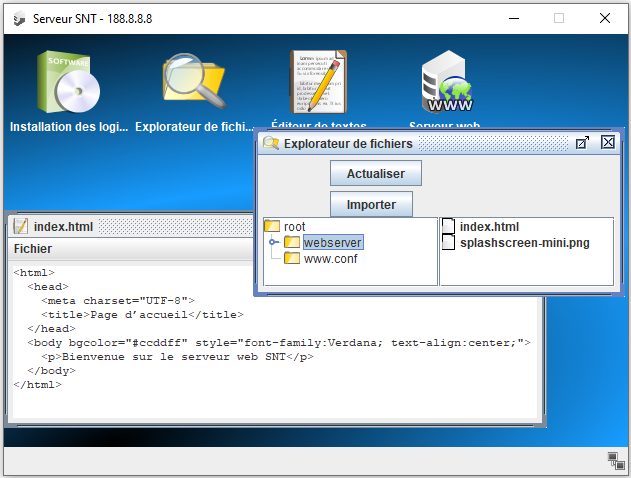 Serveur SNT - 188.8.8.8
SOFTWARE
WWW
Installation des logi...
Explorateur de fichi...
Éditeur de textes
Serveur web
Explorateur de fichiers
Actualiser
Importer
root
webserver
www.conf
index.html
splashscreen-mini.png
index.html
Fichier
<html>
<head>
<meta charset="UTF-8">
<title>Page d'accueil</title>
</head>
<body bgcolor="#ccddff" style="font-family:Verdana; text-align:center;">
<p>Bienvenue sur le serveur web SNT</p>
</body>
</html>